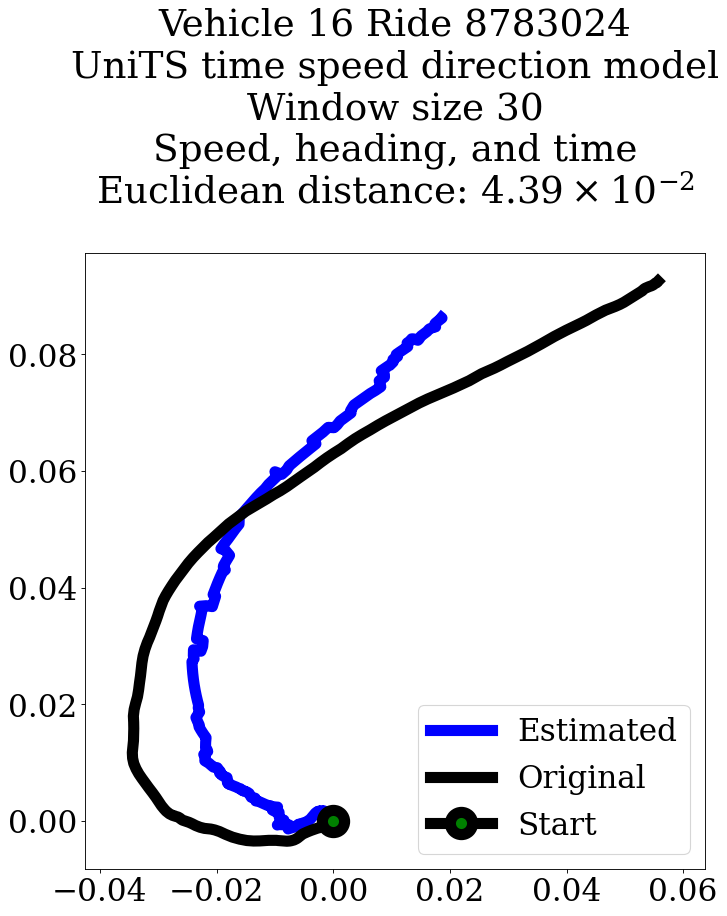 Vehicle 16 Ride 8783024
UniTS time speed direction model
Window size 30
Speed, heading, and time
Euclidean distance: 4.39 × 10⁻²
0.08
0.06
0.04
0.02
0.00
Estimated
Original
Start
−0.04 −0.02 0.00 0.02 0.04 0.06